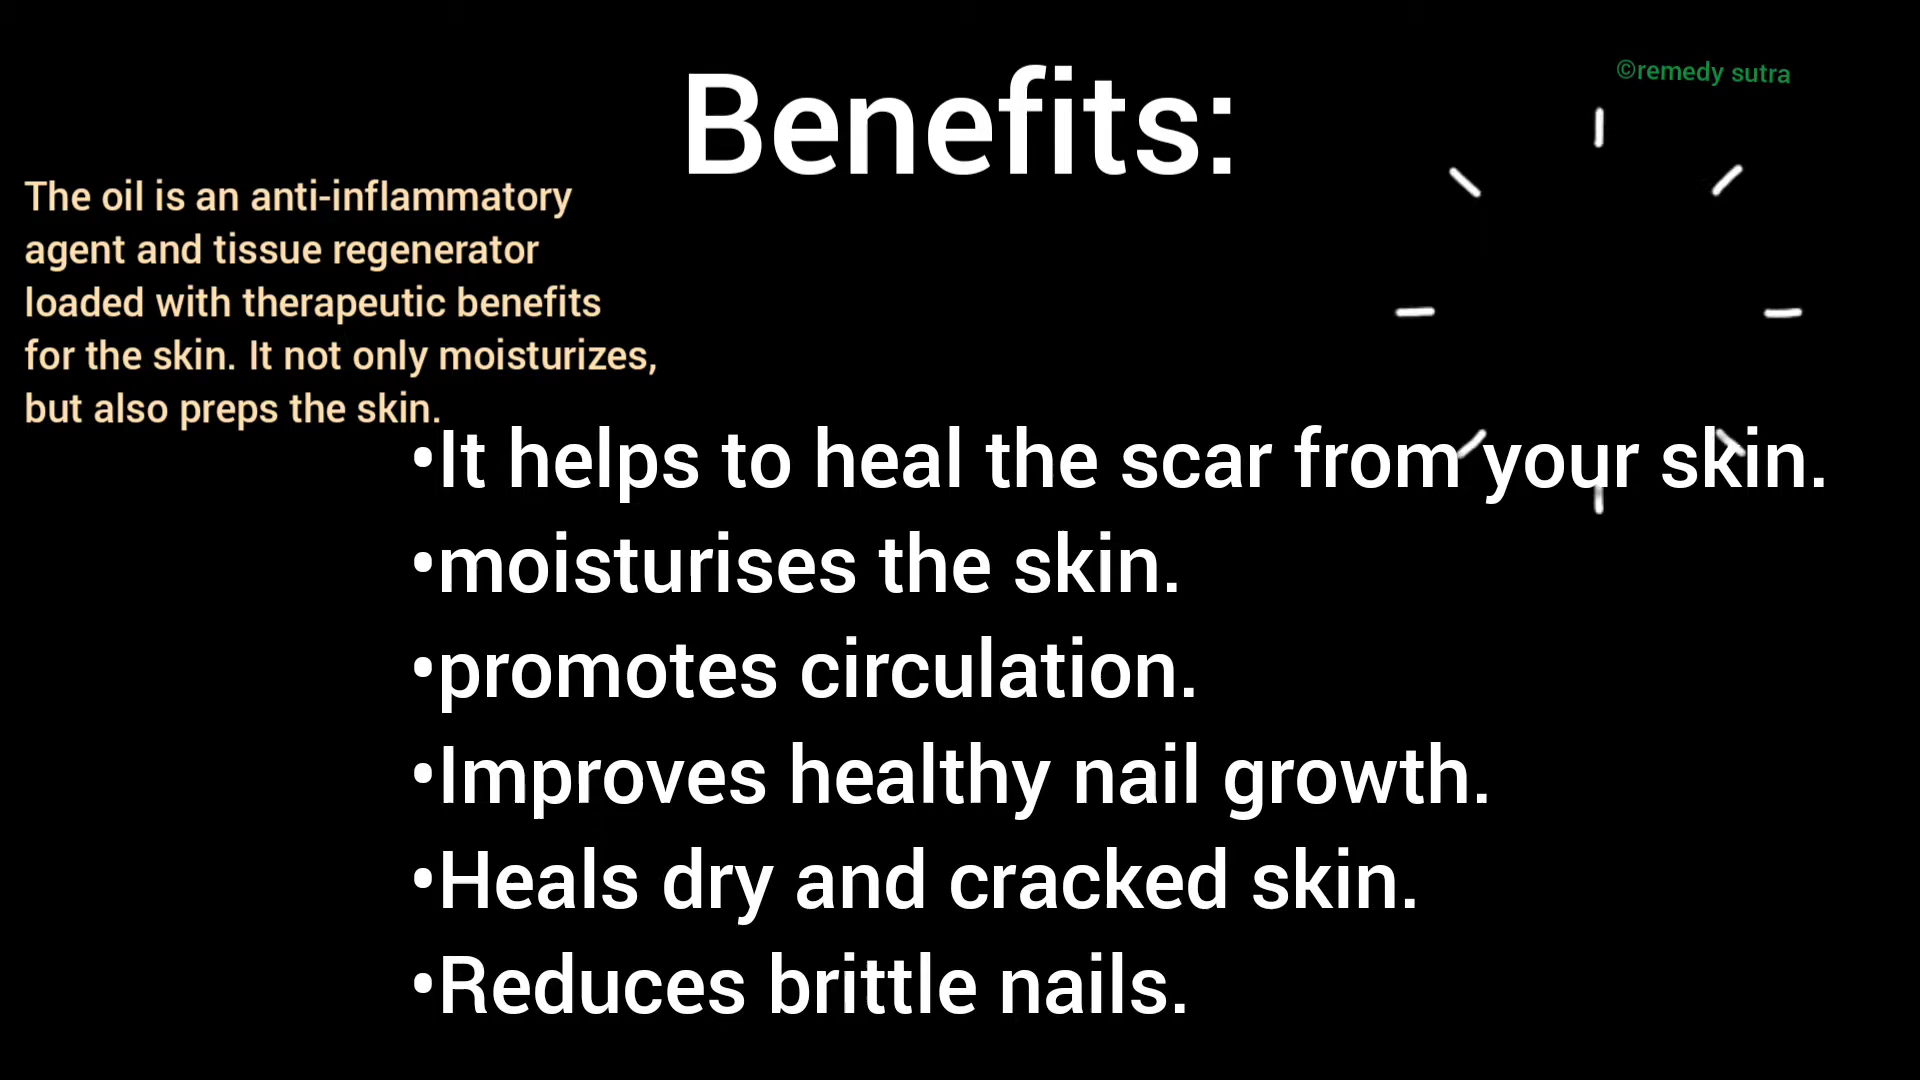 ©remedy sutra
Benefits:
The oil is an anti-inflammatory
agent and tissue regenerator
loaded with therapeutic benefits
for the skin. It not only moisturizes,
but also preps the skin.
•It helps to heal the scar from your skin.
•moisturises the skin.
•promotes circulation.
•Improves healthy nail growth.
•Heals dry and cracked skin.
•Reduces brittle nails.